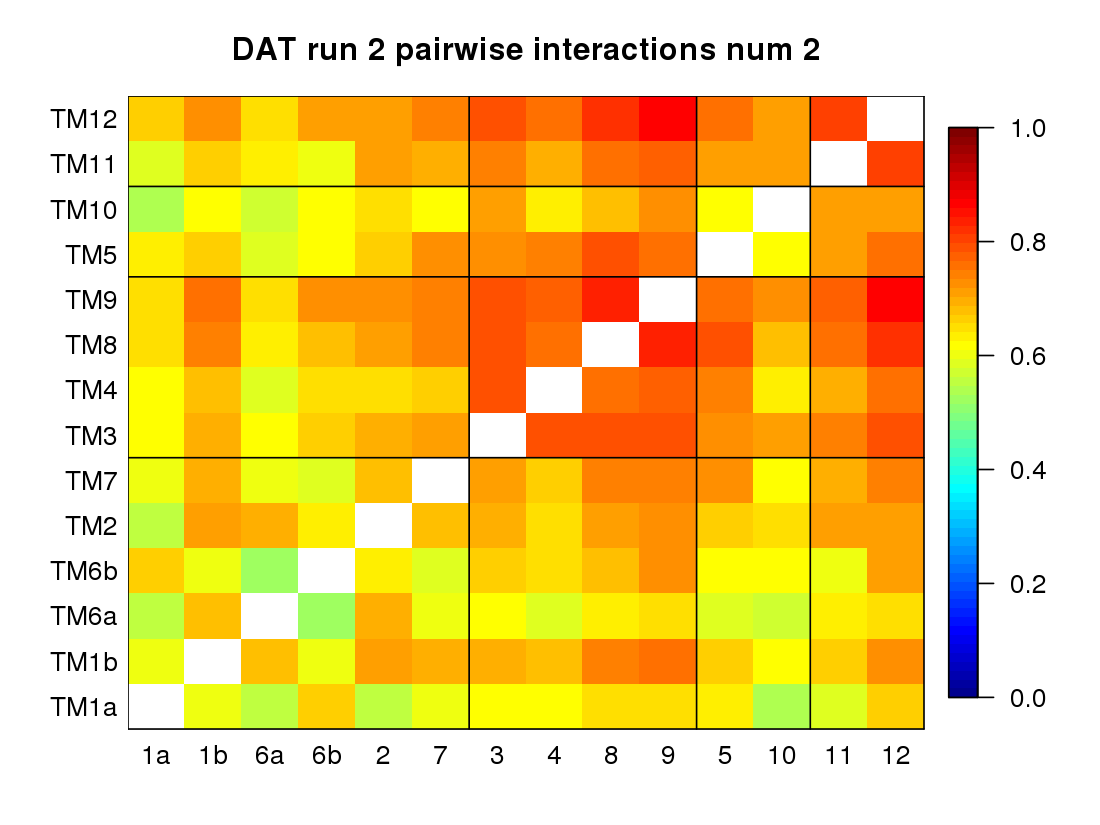 DAT run 2 pairwise interactions num 2
TM12
TM11
TM10
TM5
TM9
TM8
TM4
TM3
TM7
TM2
TM6b
TM6a
TM1b
TM1a
1a 1b 6a 6b 2 7 3 4 8 9 5 10 11 12
1.0
0.8
0.6
0.4
0.2
0.0